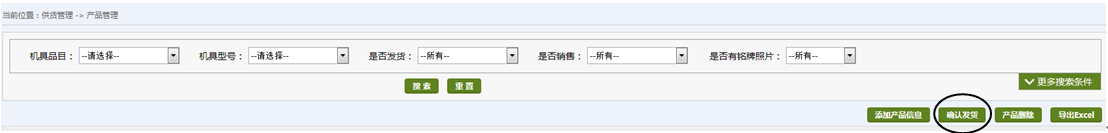 当前位置：供货管理 -> 产品管理
机具品目： --请选择-- 机具型号： --请选择-- 是否发货： --所有-- 是否销售： --所有-- 是否有铭牌照片： --所有--
更多搜索条件
搜 索 重 置
添加产品信息 确认发货 产品删除 导出Excel